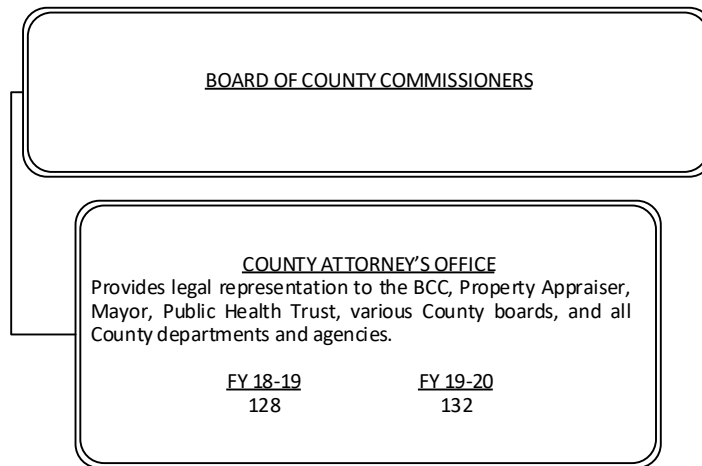 BOARD OF COUNTY COMMISSIONERS
COUNTY ATTORNEY'S OFFICE
Provides legal representation to the BCC, Property Appraiser,
Mayor, Public Health Trust, various County boards, and all
County departments and agencies.
FY 18-19 FY 19-20
128 132